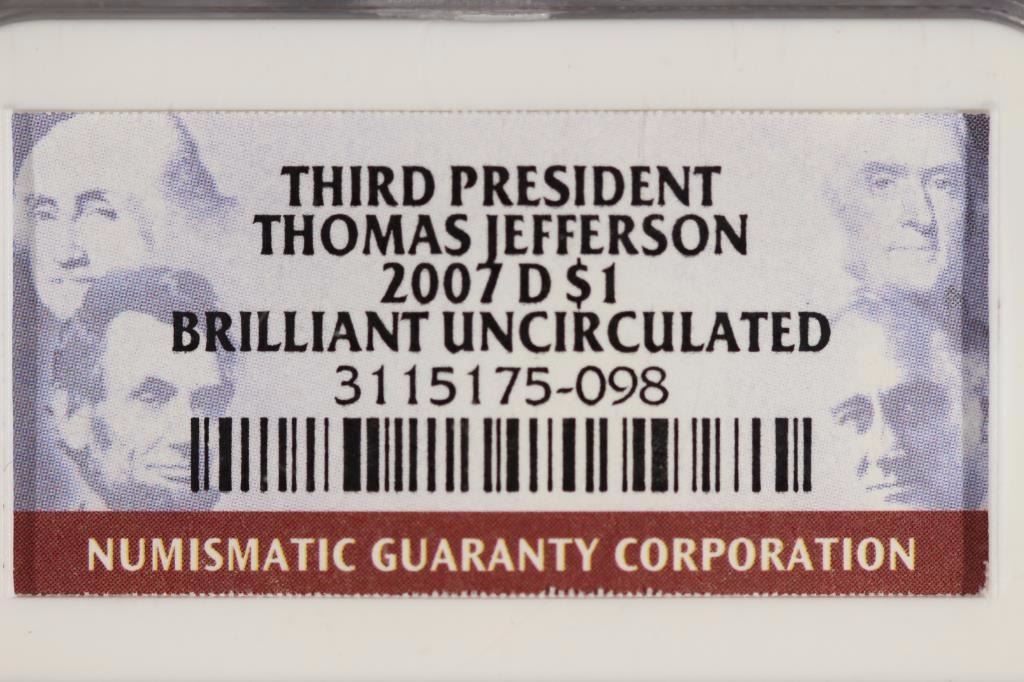 THIRD PRESIDENT
THOMAS JEFFERSON
2007 D $1
BRILLIANT UNCIRCULATED
3115175-098
NUMISMATIC GUARANTY CORPORATION